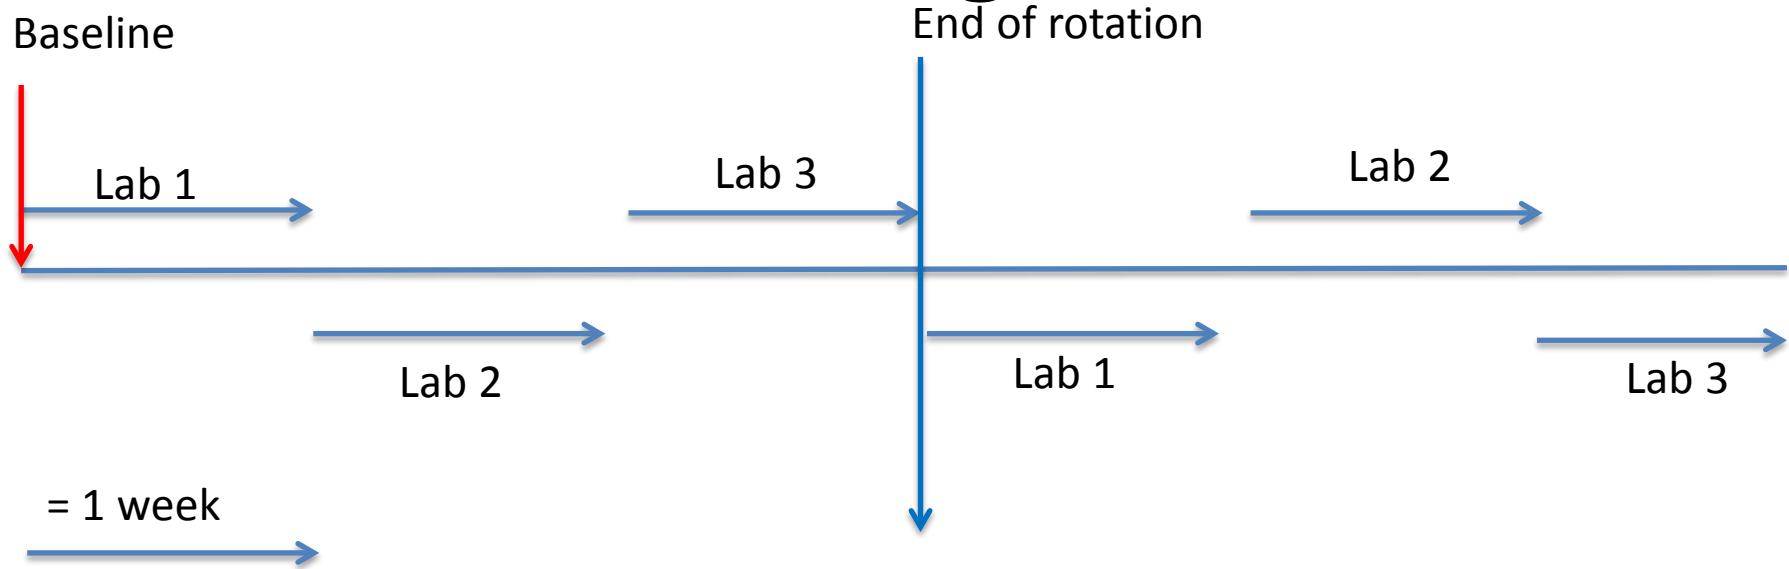 Baseline
End of rotation
Lab 1
Lab 3
Lab 2
Lab 2
Lab 1
Lab 3
= 1 week